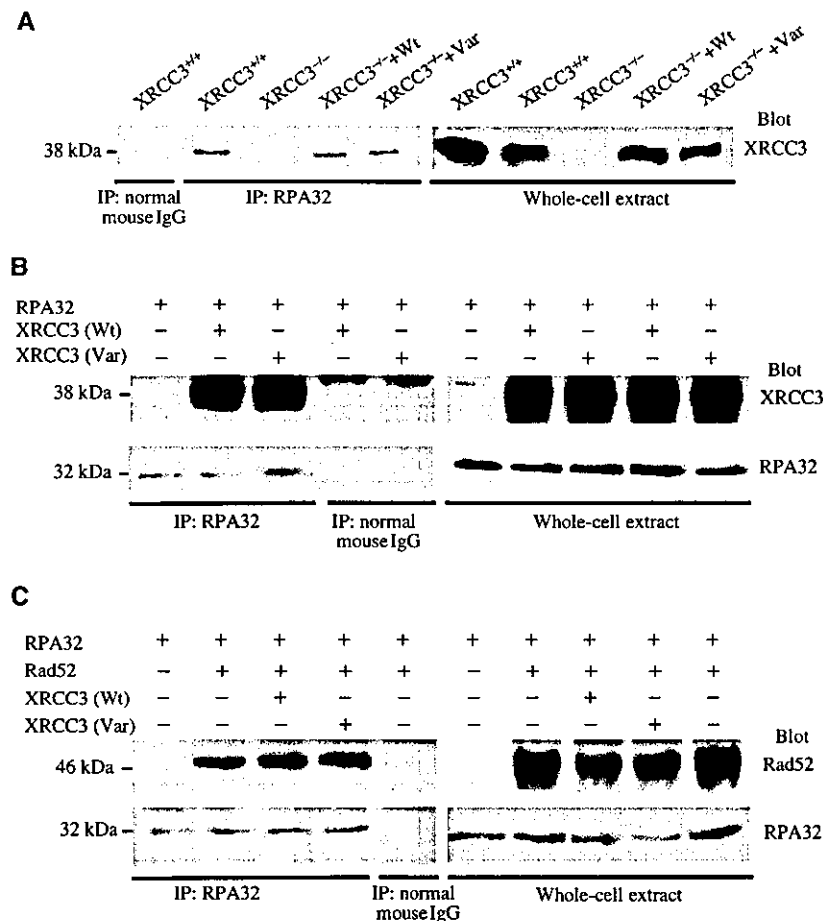 A
XRCC3+/+
XRCC3+/+
XRCC3–/–
XRCC3–/–+Wt
XRCC3–/–+Var
XRCC3+/+
XRCC3+/+
XRCC3–/–
XRCC3–/–+Wt
XRCC3–/–+Var
Blot
38 kDa
XRCC3
IP: normal mouse IgG
IP: RPA32
Whole-cell extract
B
RPA32 + + + + + + + + + +
XRCC3 (Wt) – + – + – – + – + –
XRCC3 (Var) – – + – + – – + – +
Blot
38 kDa
XRCC3
32 kDa
RPA32
IP: RPA32
IP: normal mouse IgG
Whole-cell extract
C
RPA32 + + + + + + + + + +
Rad52 – + + + + – + + + +
XRCC3 (Wt) – – + – – – – + – –
XRCC3 (Var) – – – + – – – – + –
Blot
46 kDa
Rad52
32 kDa
RPA32
IP: RPA32
IP: normal mouse IgG
Whole-cell extract